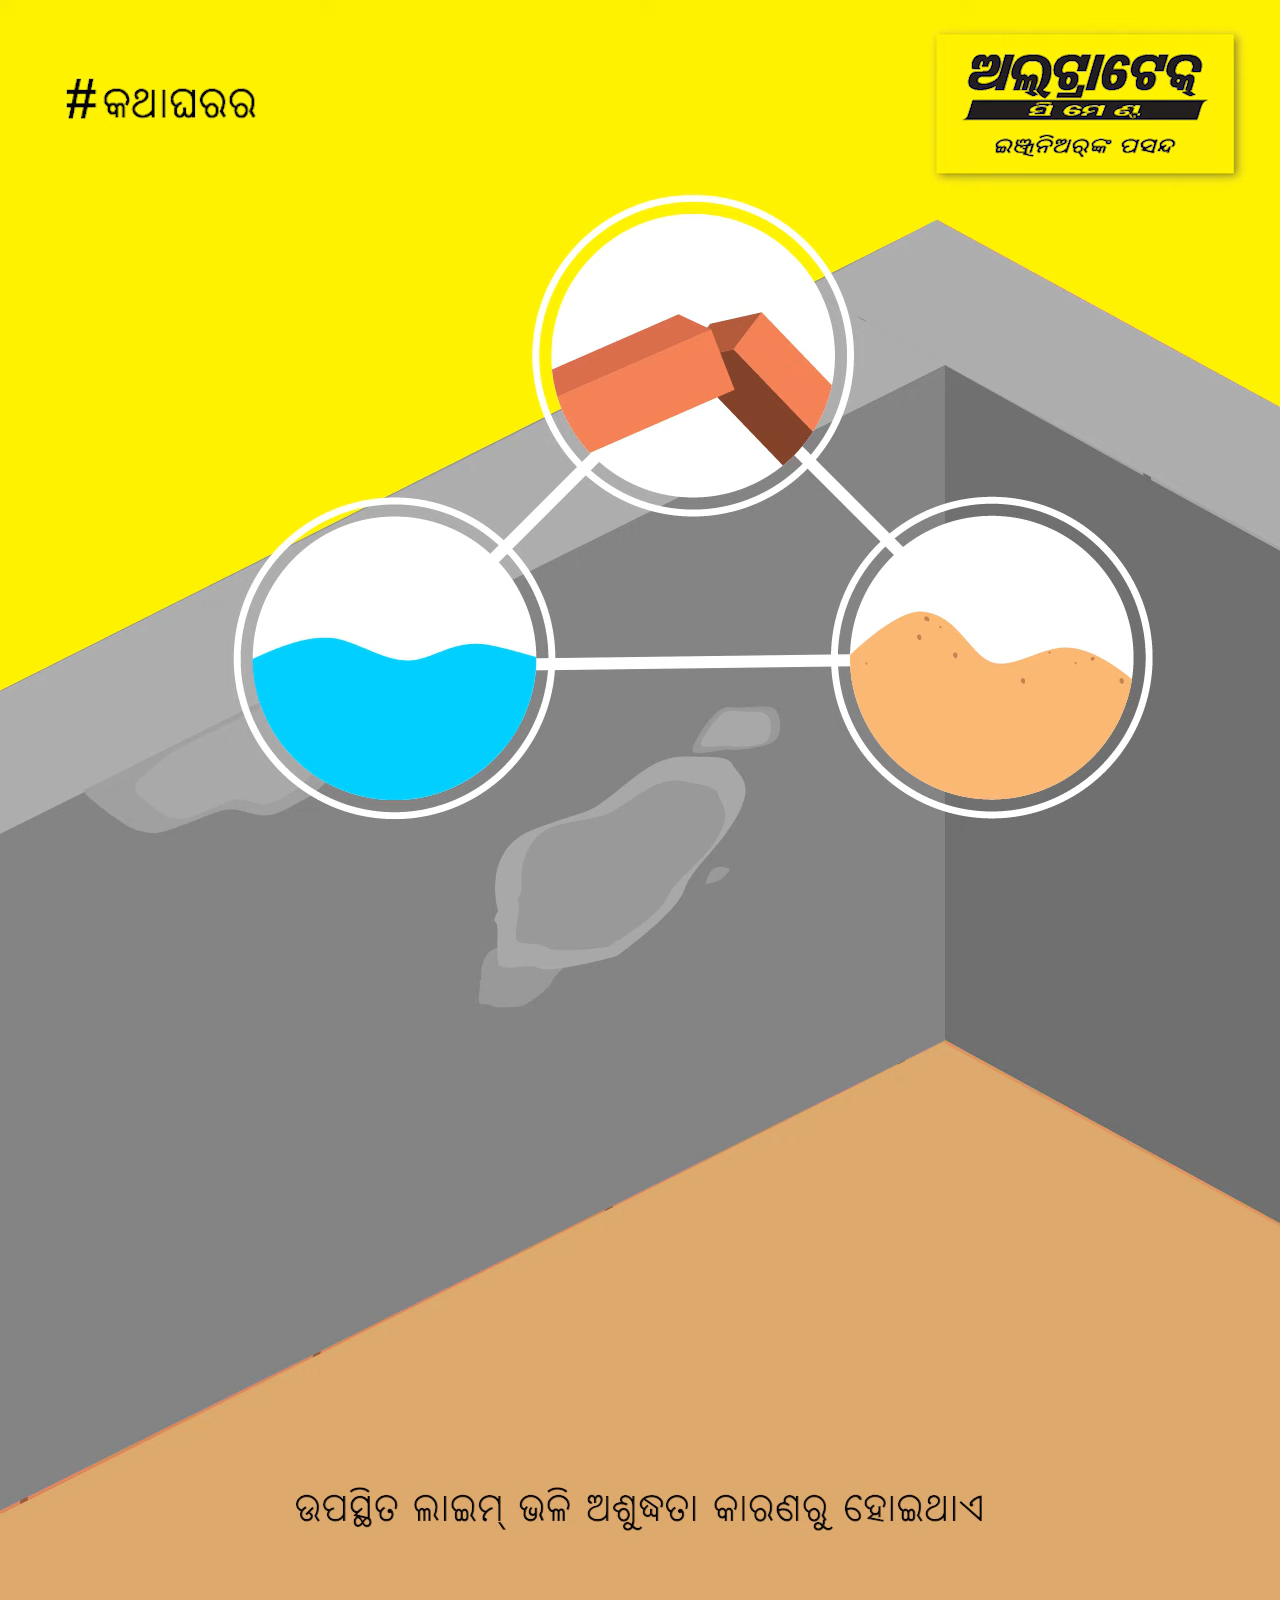 #କଥାଘରର
ଅଲ୍ଟ୍ରାଟେକ୍
ସିମେଣ୍ଟ
ଇଞ୍ଜିନିଅର୍‌ଙ୍କ ପସନ୍ଦ
ଉପସ୍ଥିତ ଲାଇମ୍ ଭଳି ଅଶୁଦ୍ଧତା କାରଣରୁ ହୋଇଥାଏ